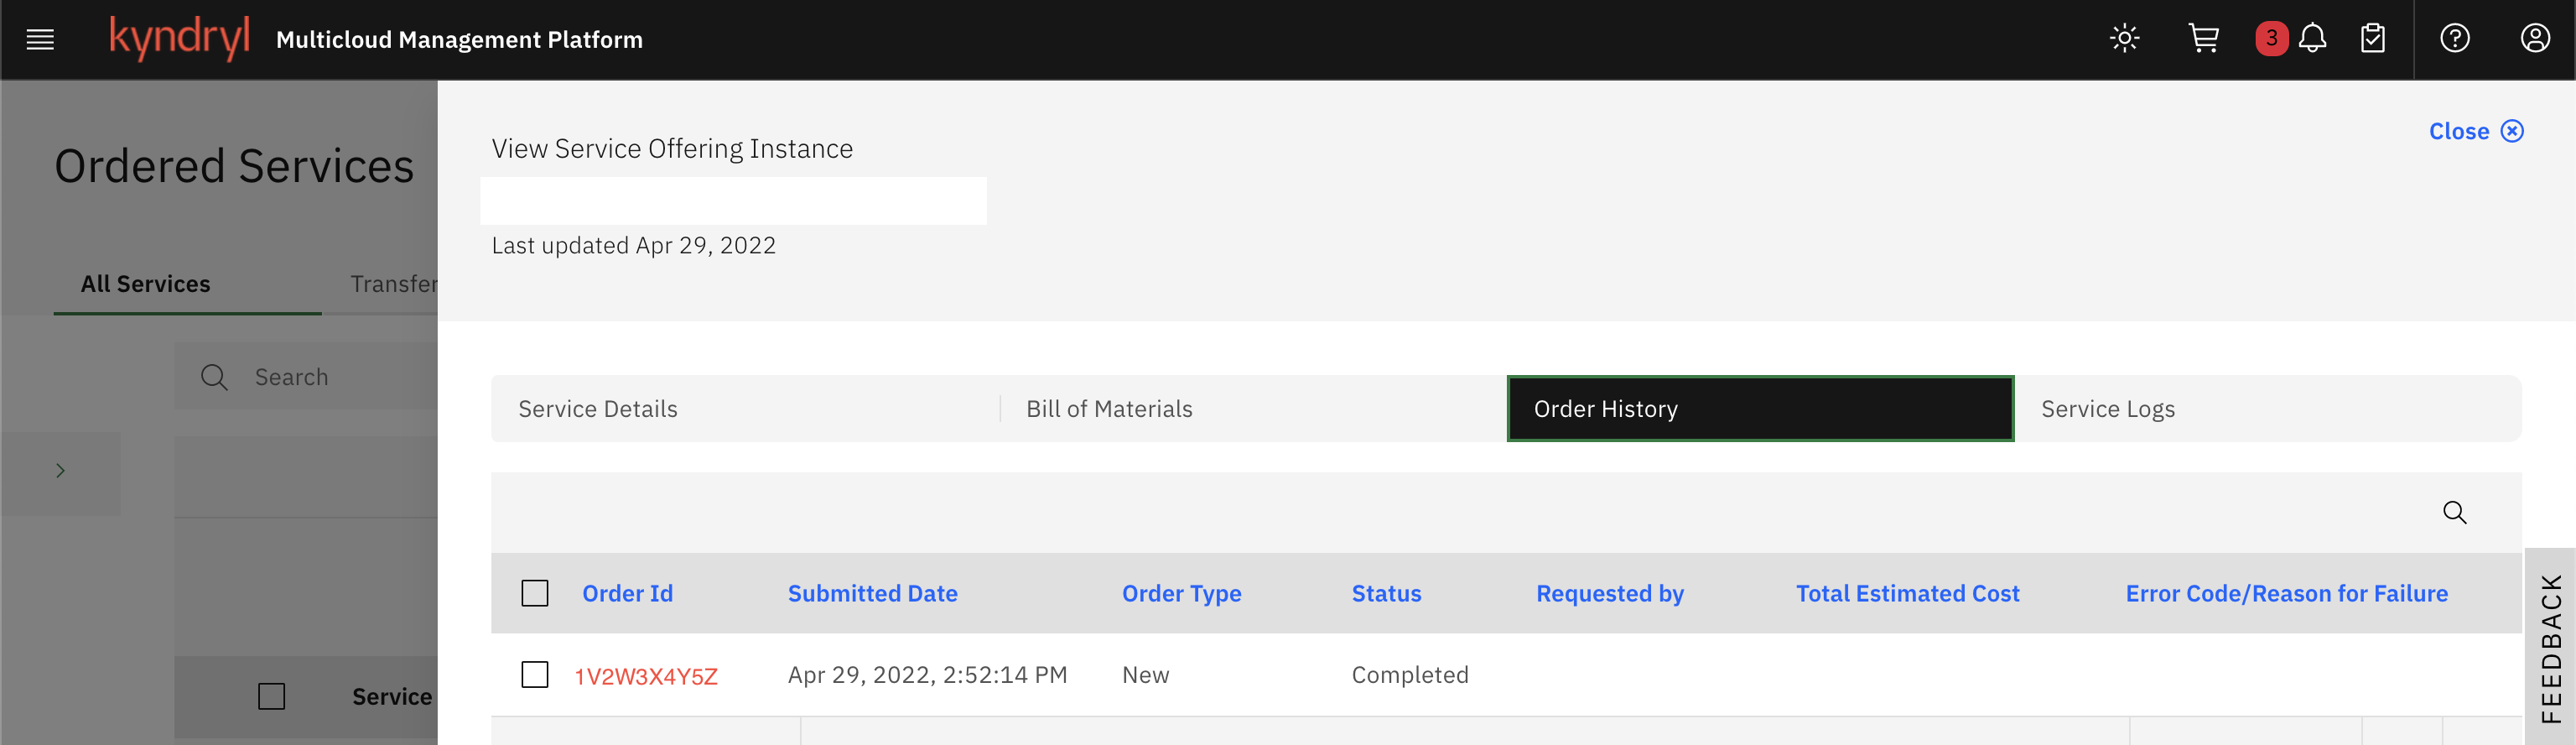 kyndryl Multicloud Management Platform 3
Ordered Services
All Services Transfer
Search
Service
View Service Offering Instance
Close
Last updated Apr 29, 2022
Service Details Bill of Materials Order History Service Logs
Order Id Submitted Date Order Type Status Requested by Total Estimated Cost Error Code/Reason for Failure
1V2W3X4Y5Z Apr 29, 2022, 2:52:14 PM New Completed
FEEDBACK